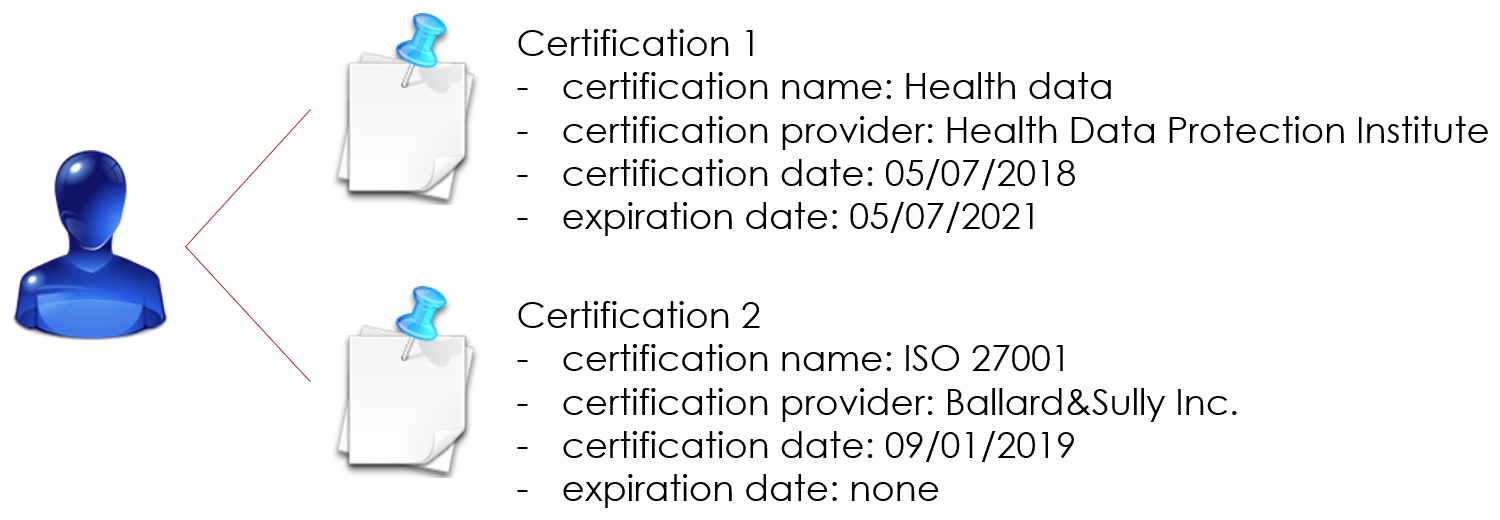 Certification 1
- certification name: Health data
- certification provider: Health Data Protection Institute
- certification date: 05/07/2018
- expiration date: 05/07/2021
Certification 2
- certification name: ISO 27001
- certification provider: Ballard&Sully Inc.
- certification date: 09/01/2019
- expiration date: none